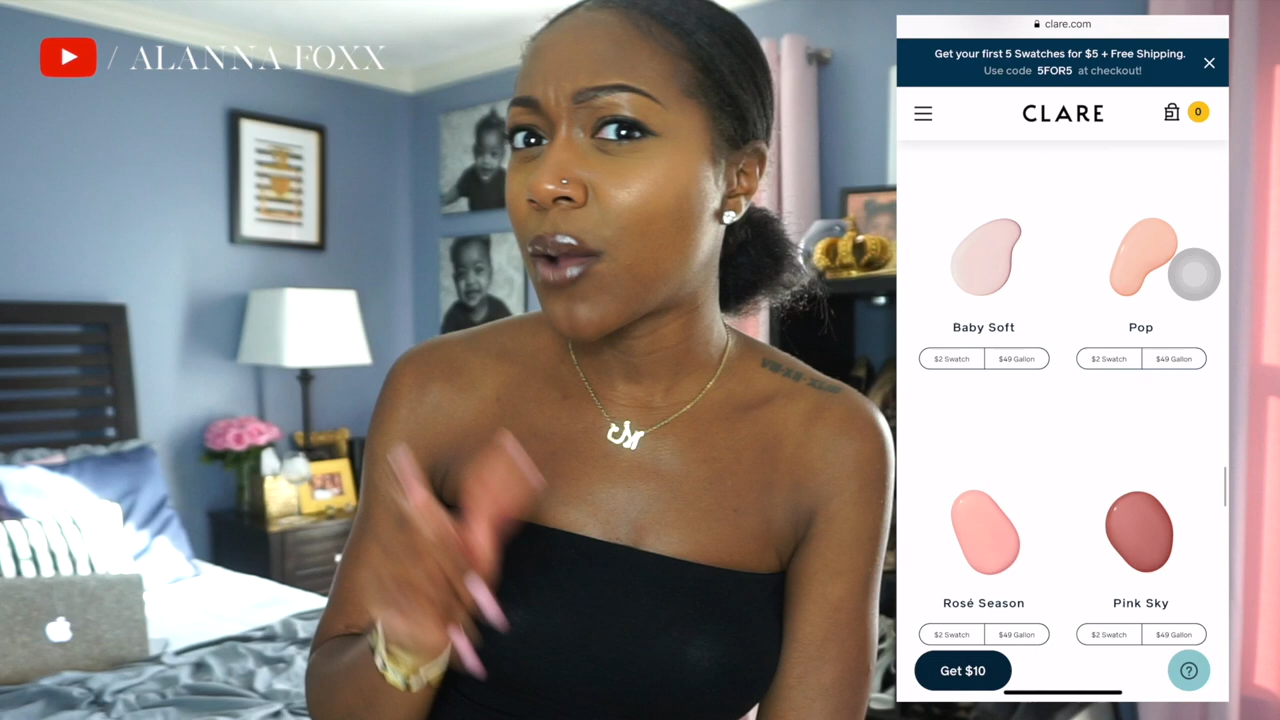 / ALANNA FOXX
clare.com
Get your first 5 Swatches for $5 + Free Shipping.
Use code 5FOR5 at checkout!
CLARE
0
Baby Soft
Pop
$2 Swatch
$49 Gallon
$2 Swatch
$49 Gallon
Rosé Season
Pink Sky
$2 Swatch
$49 Gallon
$2 Swatch
$49 Gallon
Get $10
?